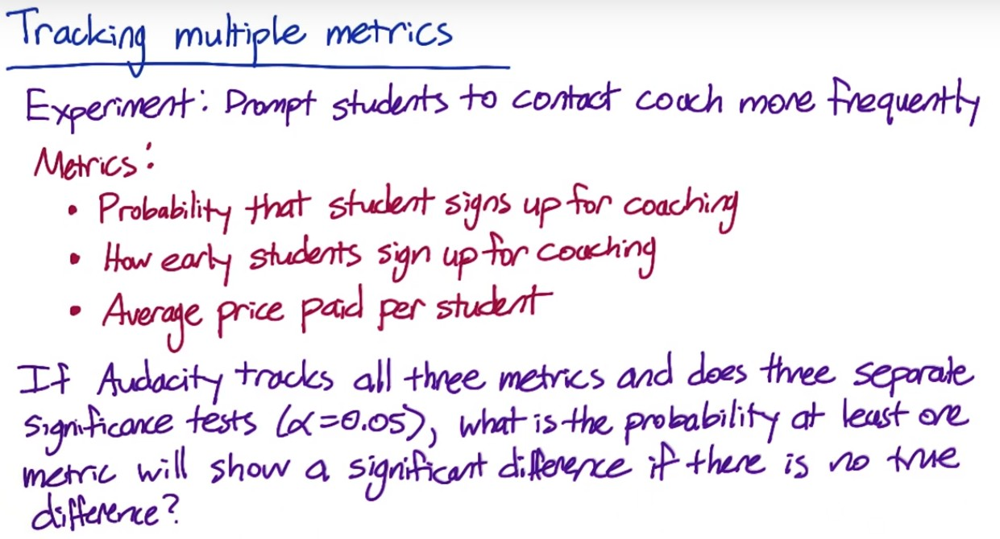 Tracking multiple metrics
Experiment: Prompt students to contact coach more frequently
Metrics:
• Probability that student signs up for coaching
• How early students sign up for coaching
• Average price paid per student
If Audacity tracks all three metrics and does three separate
significance tests (α=0.05), what is the probability at least one
metric will show a significant difference if there is no true
difference?